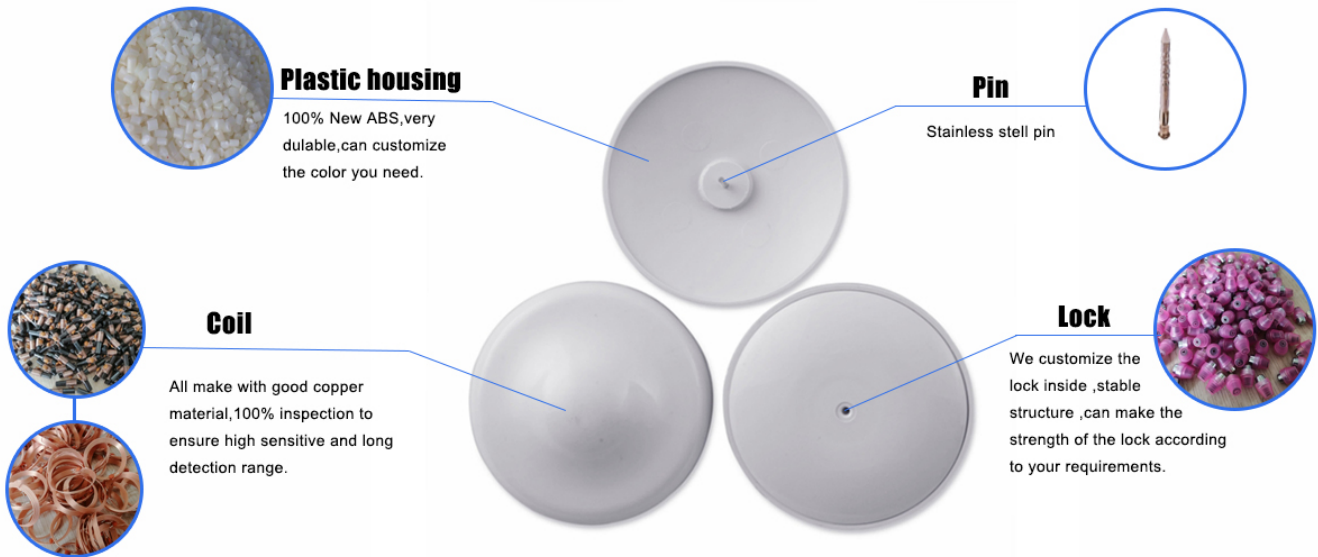 Plastic housing
100% New ABS,very
dulable,can customize
the color you need.
Pin
Stainless stell pin
Coil
All make with good copper
material,100% inspection to
ensure high sensitive and long
detection range.
Lock
We customize the
lock inside ,stable
structure ,can make the
strength of the lock according
to your requirements.